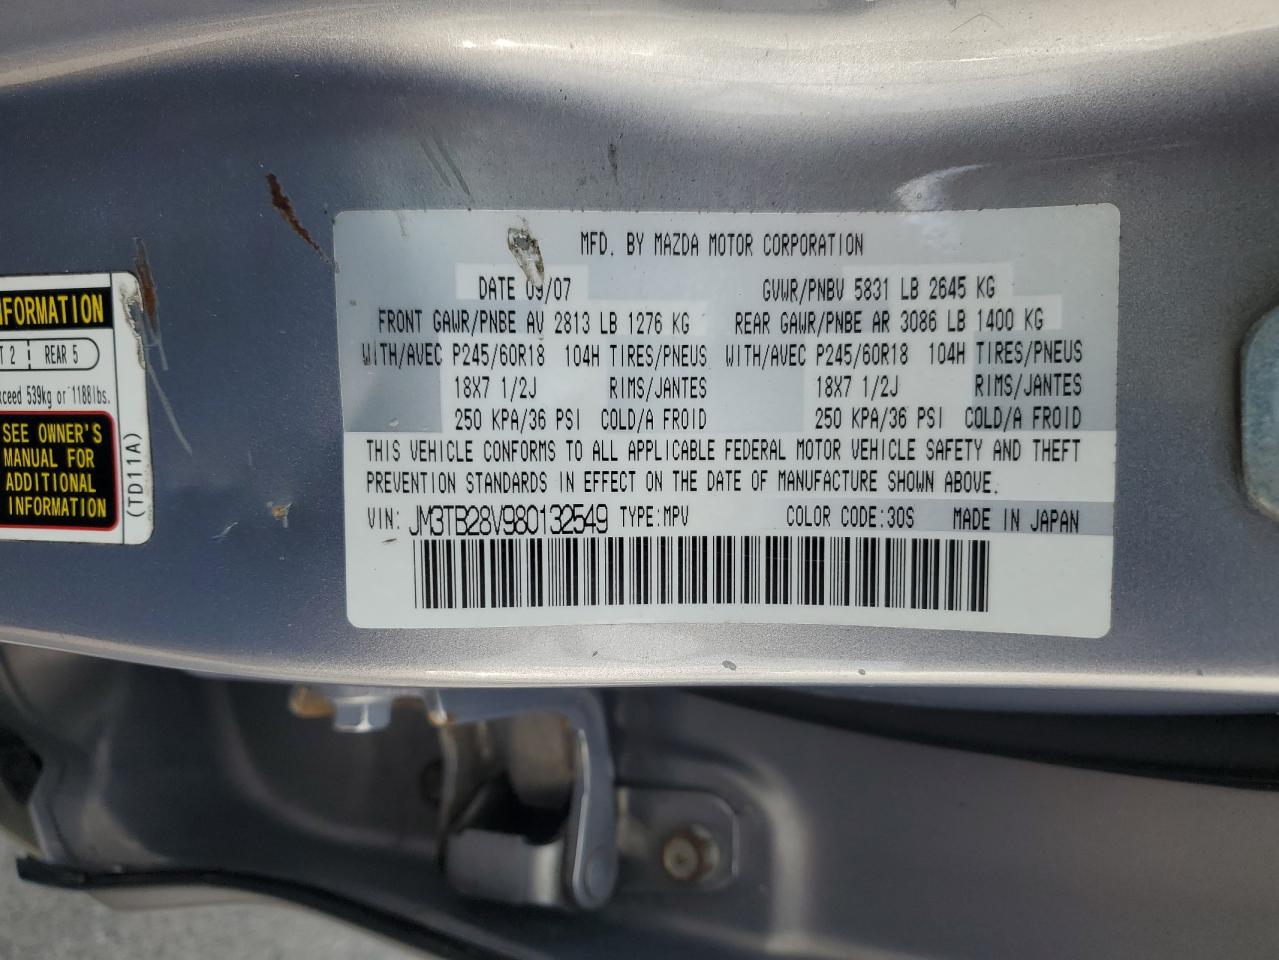 NFORMATION
T 2 | REAR 5
xceed 539kg or 1188lbs.
SEE OWNER'S
MANUAL FOR
ADDITIONAL
INFORMATION
(TD11A)
MFD. BY MAZDA MOTOR CORPORATION
DATE 09/07 GVWR/PNBV 5831 LB 2645 KG
FRONT GAWR/PNBE AV 2813 LB 1276 KG REAR GAWR/PNBE AR 3086 LB 1400 KG
WITH/AVEC P245/60R18 104H TIRES/PNEUS WITH/AVEC P245/60R18 104H TIRES/PNEUS
18X7 1/2J RIMS/JANTES 18X7 1/2J RIMS/JANTES
250 KPA/36 PSI COLD/A FROID 250 KPA/36 PSI COLD/A FROID
THIS VEHICLE CONFORMS TO ALL APPLICABLE FEDERAL MOTOR VEHICLE SAFETY AND THEFT
PREVENTION STANDARDS IN EFFECT ON THE DATE OF MANUFACTURE SHOWN ABOVE.
VIN: JM3TB28V980132549 TYPE:MPV COLOR CODE:30S MADE IN JAPAN